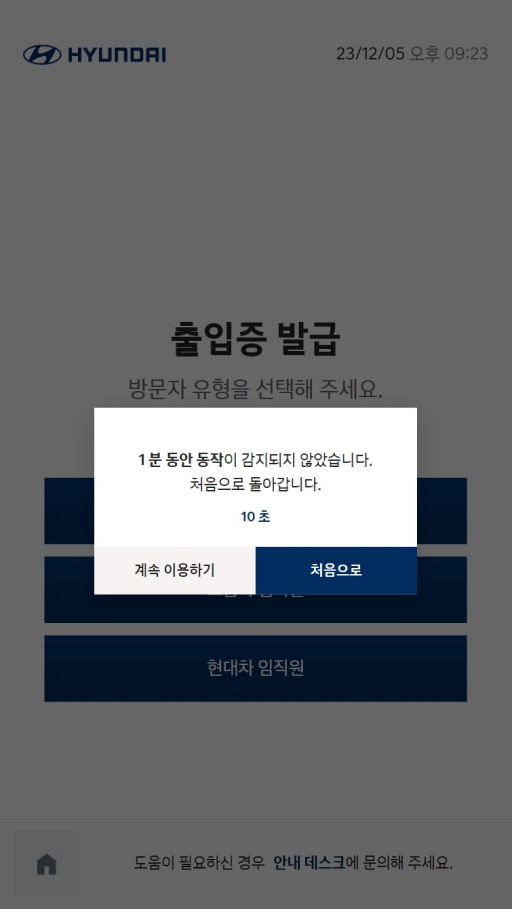 HYUNDAI
23/12/05 오후 09:23
출입증 발급
방문자 유형을 선택해 주세요.
1 분 동안 동작이 감지되지 않았습니다.
처음으로 돌아갑니다.
10 초
계속 이용하기
처음으로
현대차 임직원
도움이 필요하신 경우 안내 데스크에 문의해 주세요.